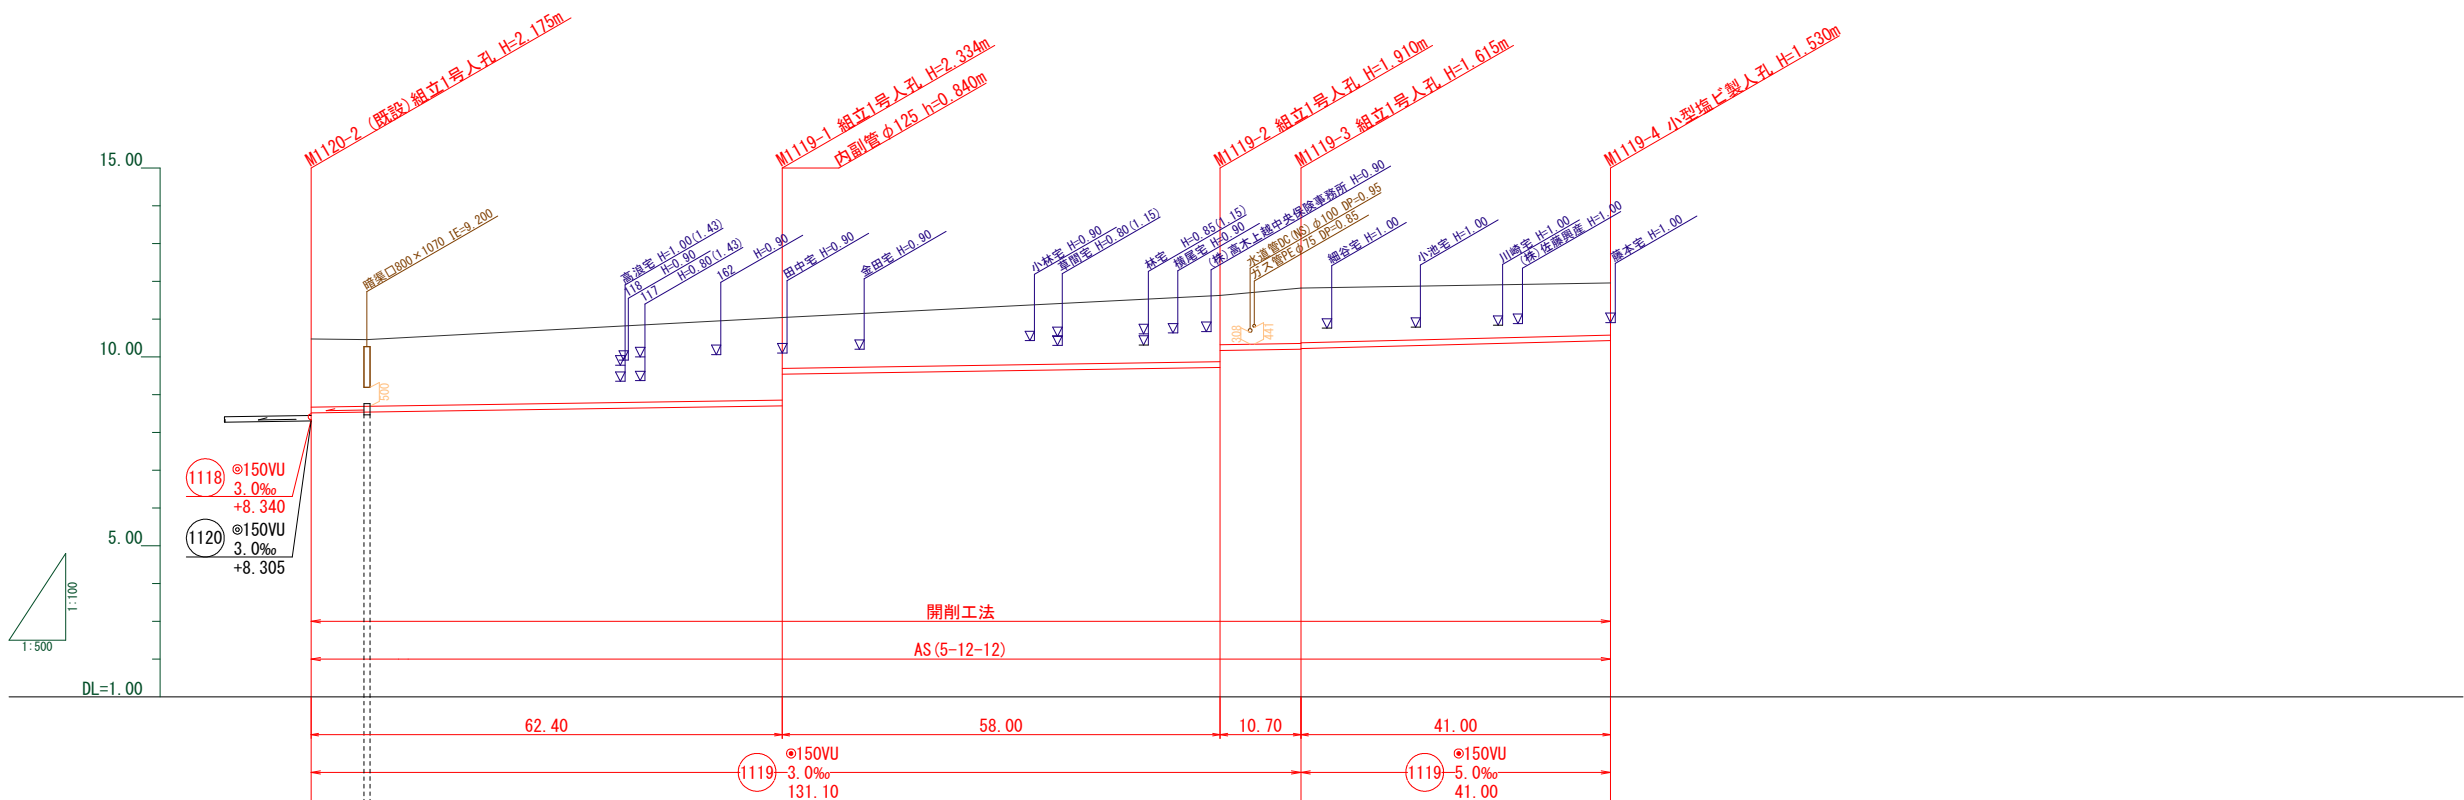 M1120-2 (既設)組立1号人孔 H=2.175m
M1119-1 組立1号人孔 H=2.334m
内副管φ125 h=0.840m
M1119-2 組立1号人孔 H=1.910m
M1119-3 組立1号人孔 H=1.615m
M1119-4 小型塩ビ製人孔 H=1.530m
15.00
暗渠□800×1070 IE=9.200
高浪宅 H=1.00(1.43)
118 H=0.90
117 H=0.80(1.43)
162 H=0.90
田中宅 H=0.90
金田宅 H=0.90
小林宅 H=0.90
草間宅 H=0.80(1.15)
林宅 H=0.85(1.15)
横尾宅 H=0.90
(株)高木上越中央保険事務所 H=0.90
水道管DC(NS)φ100 DP=0.95
ガス管PEφ75 DP=0.85
細谷宅 H=1.00
小池宅 H=1.00
川崎宅 H=1.00
(株)佐藤興産 H=1.00
藤本宅 H=1.00
308
441
10.00
500
1118
◎150VU
3.0‰
+8.340
1120
◎150VU
3.0‰
+8.305
5.00
1:100
1:500
開削工法
AS(5-12-12)
DL=1.00
62.40
58.00
10.70
41.00
1119
◎150VU
3.0‰
131.10
1119
◎150VU
5.0‰
41.00